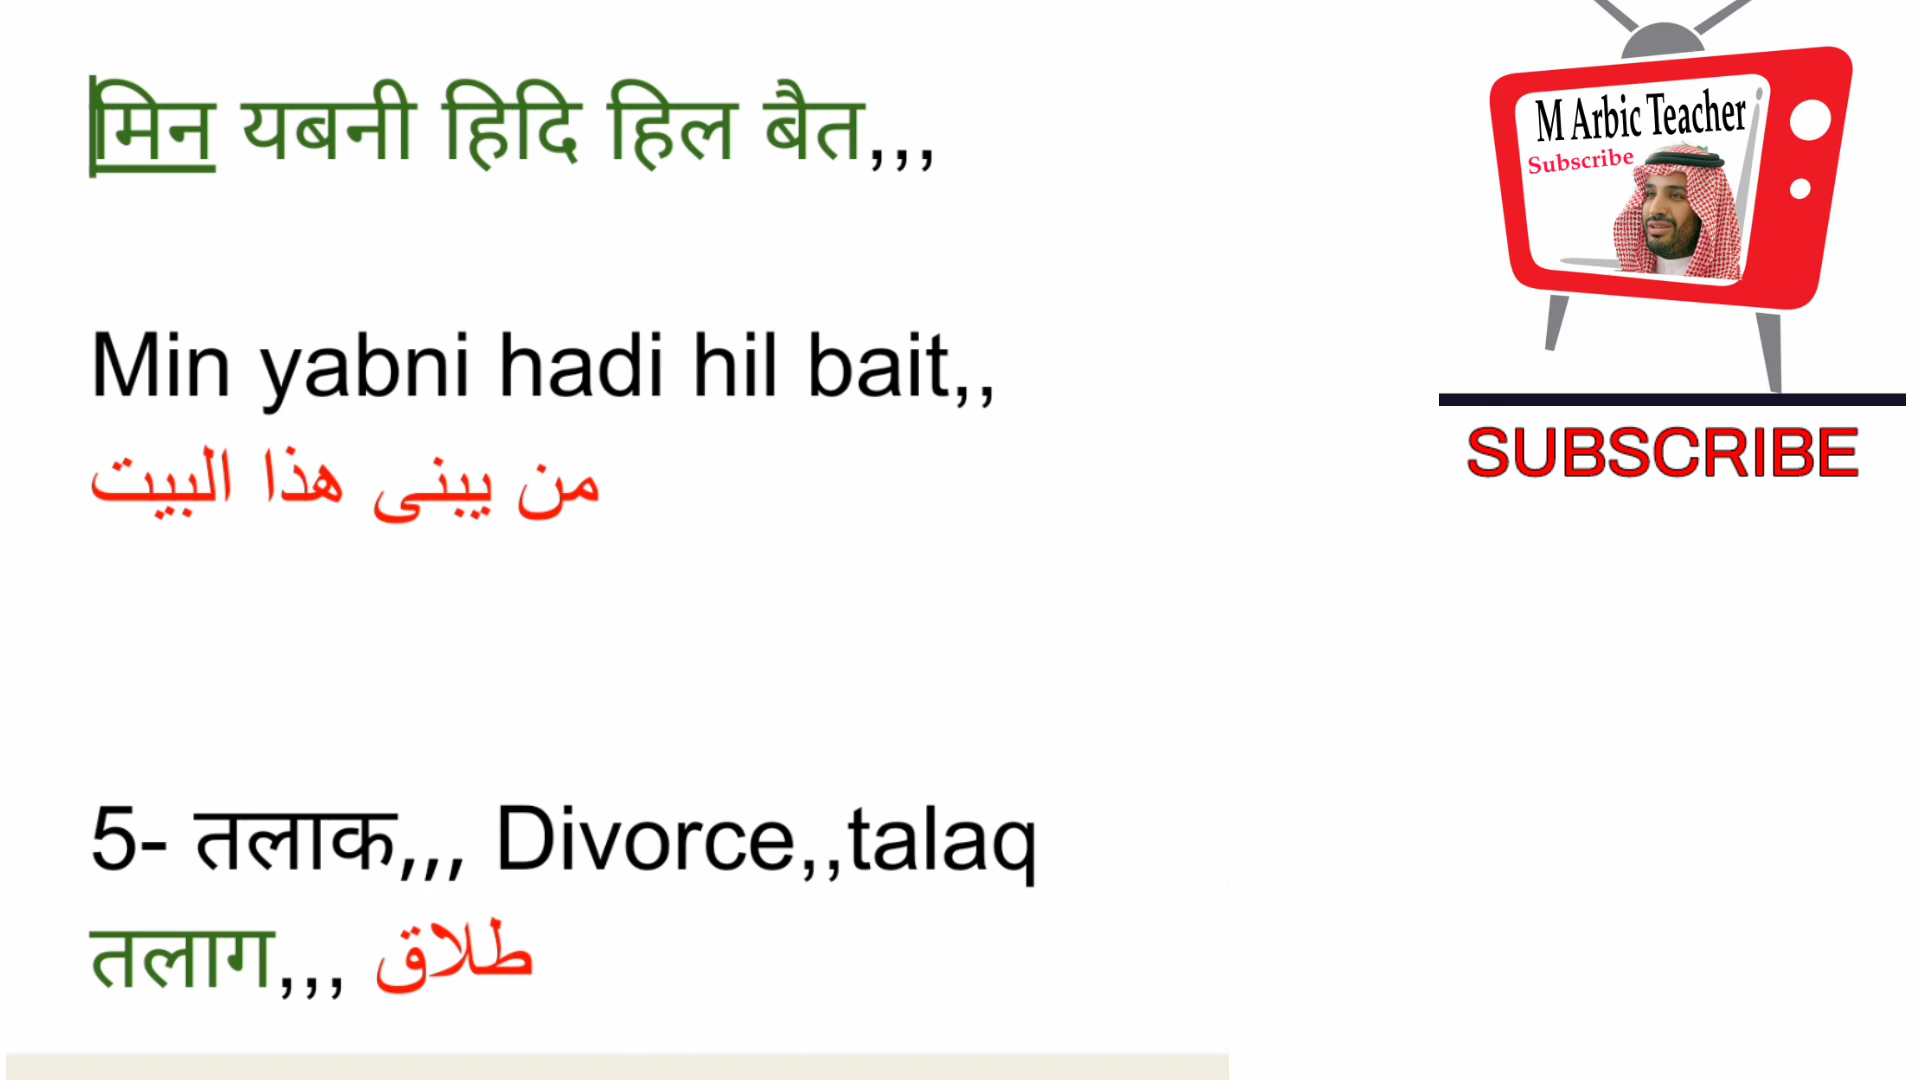 मिन यबनी हिदि हिल बैत,,,
Min yabni hadi hil bait,,
من يبنى هذا البيت
5- तलाक,,, Divorce,,talaq
तलाग,,, طلاق
M Arbic Teacher
Subscribe
SUBSCRIBE